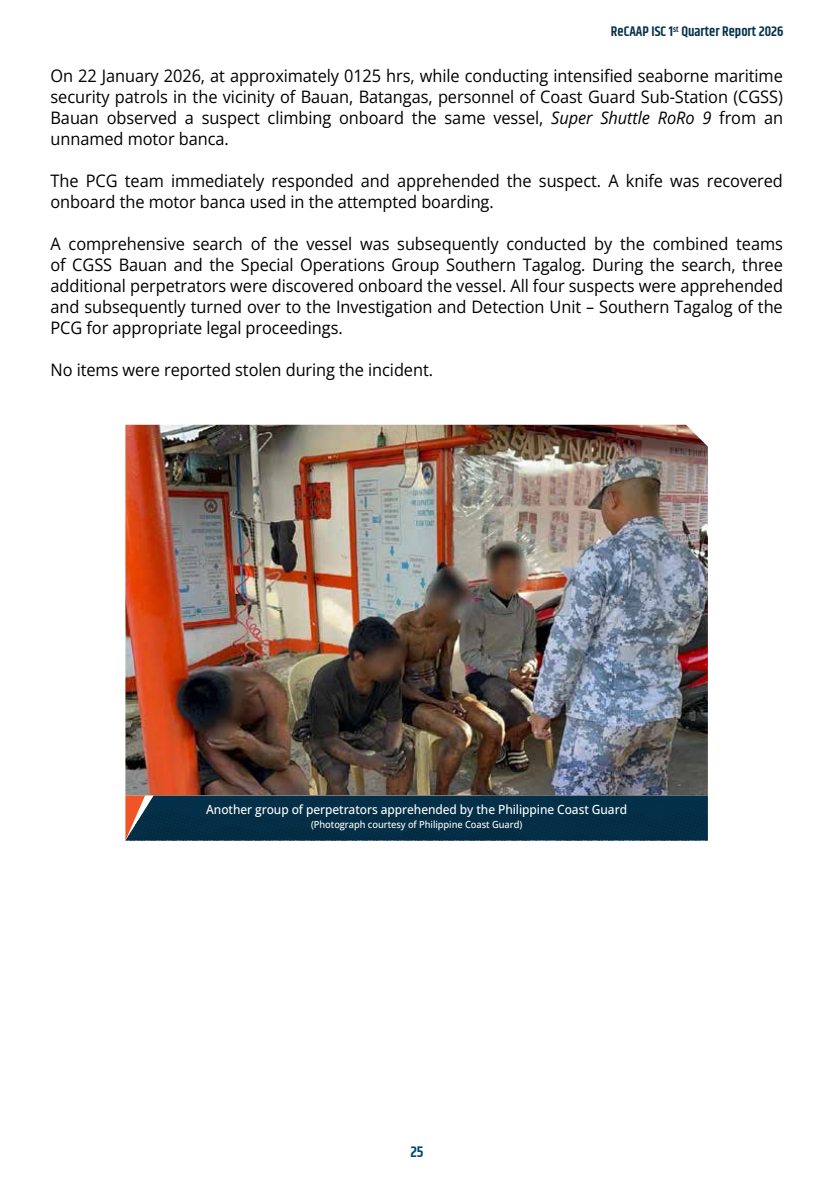 ReCAAP ISC 1st Quarter Report 2026
On 22 January 2026, at approximately 0125 hrs, while conducting intensified seaborne maritime
security patrols in the vicinity of Bauan, Batangas, personnel of Coast Guard Sub-Station (CGSS)
Bauan observed a suspect climbing onboard the same vessel, Super Shuttle RoRo 9 from an
unnamed motor banca.
The PCG team immediately responded and apprehended the suspect. A knife was recovered
onboard the motor banca used in the attempted boarding.
A comprehensive search of the vessel was subsequently conducted by the combined teams
of CGSS Bauan and the Special Operations Group Southern Tagalog. During the search, three
additional perpetrators were discovered onboard the vessel. All four suspects were apprehended
and subsequently turned over to the Investigation and Detection Unit – Southern Tagalog of the
PCG for appropriate legal proceedings.
No items were reported stolen during the incident.
Another group of perpetrators apprehended by the Philippine Coast Guard
(Photograph courtesy of Philippine Coast Guard)
25